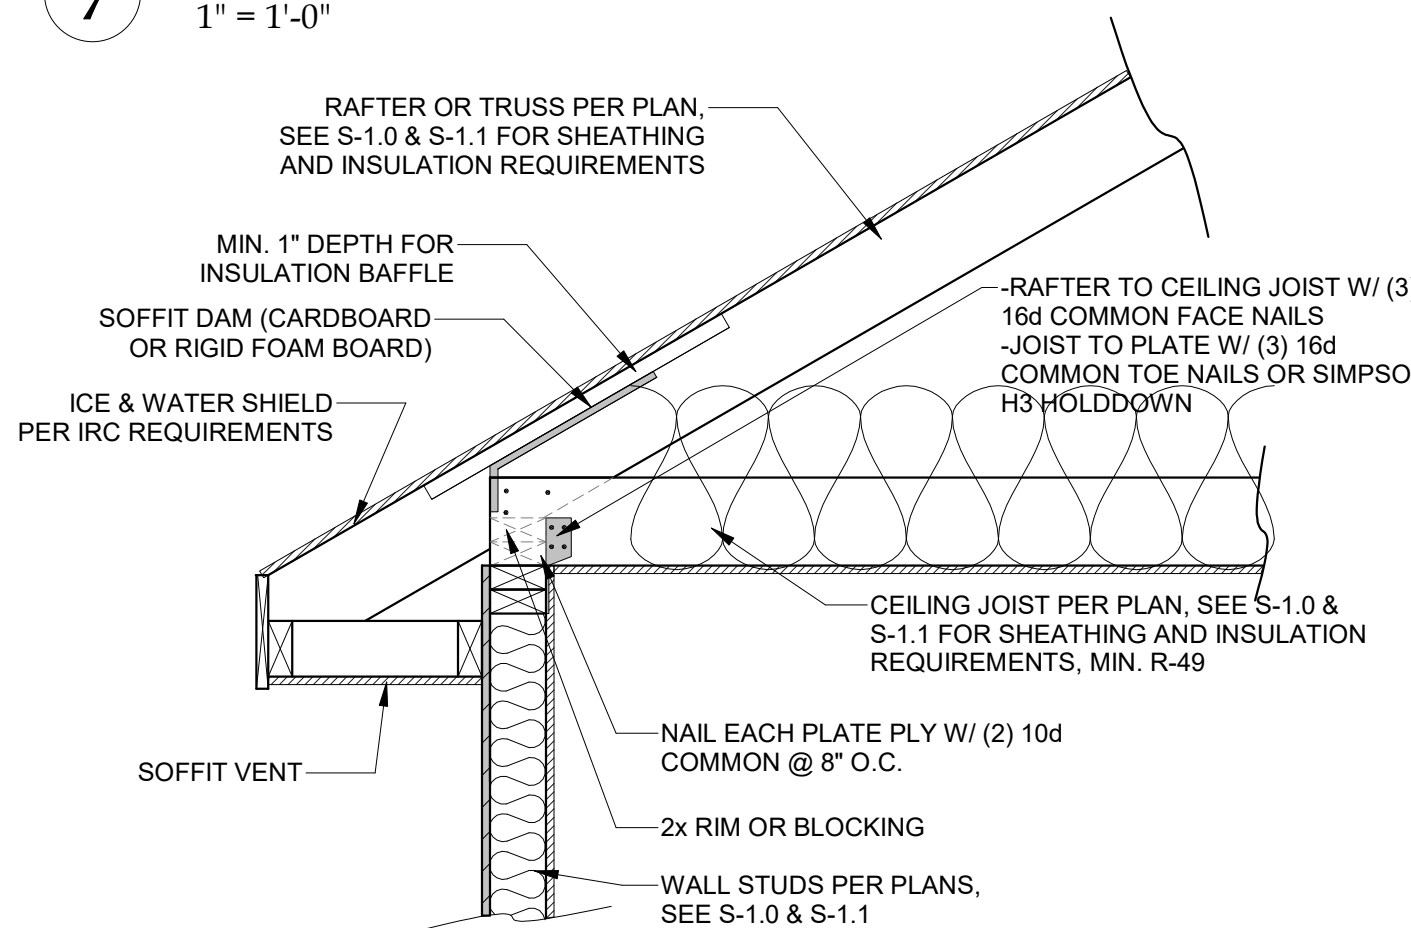 7
1" = 1'-0"
RAFTER OR TRUSS PER PLAN,
SEE S-1.0 & S-1.1 FOR SHEATHING
AND INSULATION REQUIREMENTS
MIN. 1" DEPTH FOR
INSULATION BAFFLE
SOFFIT DAM (CARDBOARD
OR RIGID FOAM BOARD)
ICE & WATER SHIELD
PER IRC REQUIREMENTS
-RAFTER TO CEILING JOIST W/ (3
16d COMMON FACE NAILS
-JOIST TO PLATE W/ (3) 16d
COMMON TOE NAILS OR SIMPSO
H3 HOLDDOWN
CEILING JOIST PER PLAN, SEE S-1.0 &
S-1.1 FOR SHEATHING AND INSULATION
REQUIREMENTS, MIN. R-49
NAIL EACH PLATE PLY W/ (2) 10d
COMMON @ 8" O.C.
SOFFIT VENT
2x RIM OR BLOCKING
WALL STUDS PER PLANS,
SEE S-1.0 & S-1.1